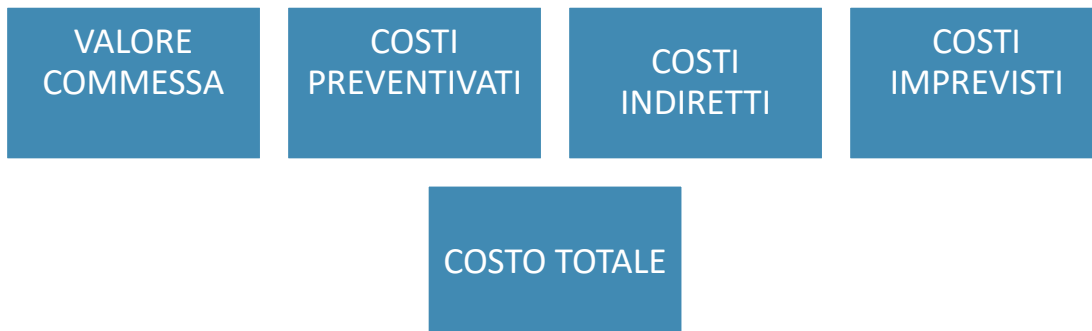 VALORE
COMMESSA
COSTI
PREVENTIVATI
COSTI
INDIRETTI
COSTI
IMPREVISTI
COSTO TOTALE